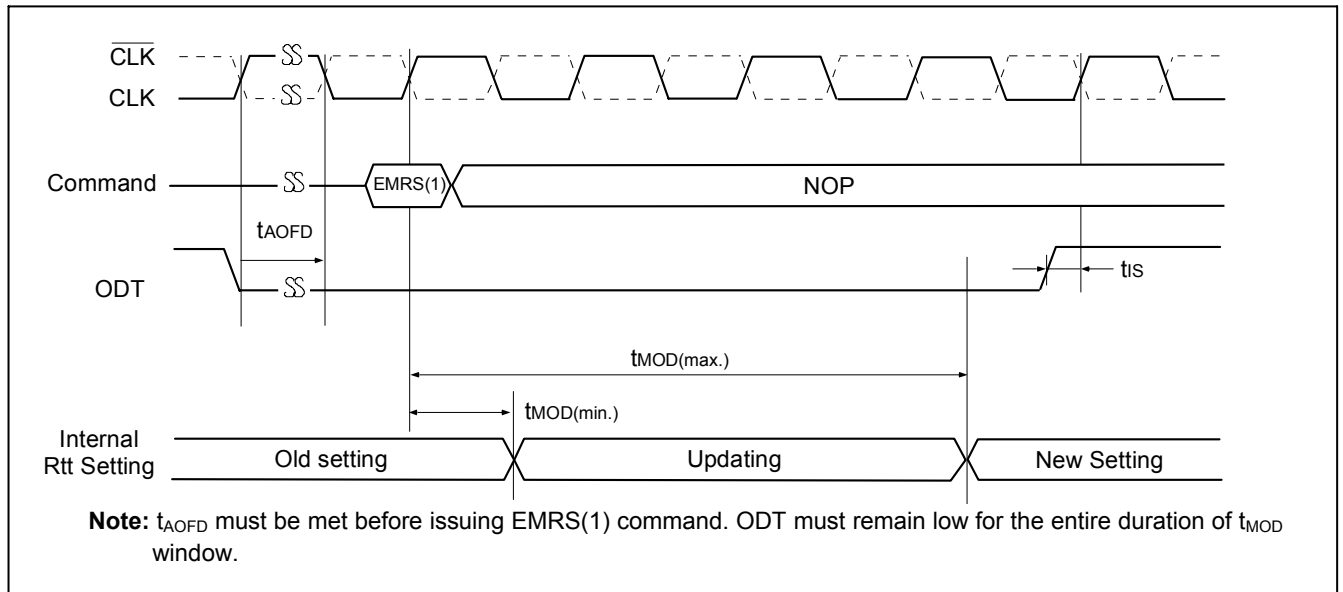 CLK
CLK
Command
EMRS(1)
NOP
tAOFD
ODT
tIS
tMOD(max.)
tMOD(min.)
Internal
Rtt Setting
Old setting
Updating
New Setting
Note: tAOFD must be met before issuing EMRS(1) command. ODT must remain low for the entire duration of tMOD
window.